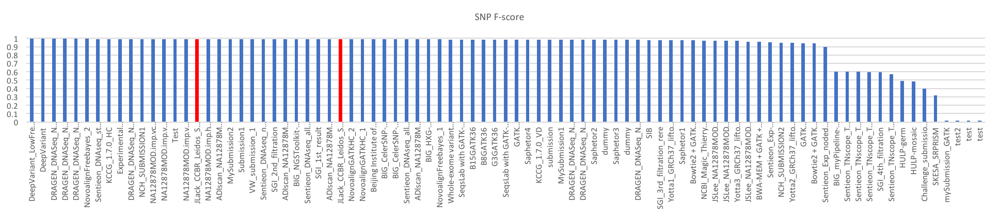 SNP F-score
1
0.9
0.8
0.7
0.6
0.5
0.4
0.3
0.2
0.1
0
DeepVariant_LowFre...
DeepVariant
DRAGEN_DNASeq_N...
DRAGEN_DNASeq_N...
DRAGEN_DNASeq_N...
NovoalignFreebayes_2
Sentieon_DNAseq_st...
KCCG_1.7.0_HC
Experimental...
DRAGEN_DNASeq_N...
NCH_SUBMISSION1
NA12878MOD.imp.vc...
NA12878MOD.imp.v...
Test
NA12878MOD.imp.v...
JLack_CCBR_Leidos_S...
NA12878MOD.imp.h...
ADIscan_NA12878M...
MySubmission2
Submission1
VW_submission_1
Sentieon_DNAseq_n...
SGI_2nd_filtration
ADIscan_NA12878M...
BIG_NGSToolkit-...
Sentieon_DNAseq_all...
SGI_1st_result
ADIscan_NA12878M...
JLack_CCBR_Leidos_S...
NovoalignGATKHC_2
NovoalignGATKHC_1
Beijing Institute of...
BIG_CelerSNP-...
BIG_CelerSNP-...
Sentieon_DNAseq_all...
ADIscan_NA12878M...
BIG_HXG-...
NovoalignFreebayes_1
Whole-exome variant...
SeqsLab with GATK-...
B15GATK36
B8GATK36
G3GATK36
SeqsLab with GATK-...
GATK...
Saphetor4
KCCG_1.7.0_VD
submission
MySubmission1
DRAGEN_DNASeq_N...
DRAGEN_DNASeq_N...
Saphetor2
dummy
Saphetor3
dummy
DRAGEN_DNASeq_N...
SIB
SGI_3rd_filtration_rere
Yotta1_GRCh37_lifto...
Saphetor1
Bowtie2 + GATK...
NCBI_Magic_Thierry...
JSLee_NA12878MOD...
JSLee_NA12878MOD...
Yotta3_GRCh37_lifto...
JSLee_NA12878MOD...
BWA-MEM + GATK +...
Sentieon_Exp-...
NCH_SUBMISSION2
Yotta2_GRCh37_lifto...
GATK...
Bowtie2 + GATK...
Sentieon_Exp_noded...
BIG_myPipeline-...
Sentieon_TNscope_T...
Sentieon_TNscope_T...
Sentieon_TNscope_T...
SGI_4th_filtration
Sentieon_TNscope_T...
HULP-germ
HULP-mosaic
Challenge_submissio...
SKESA_SRPRISM
mySubmission_GATK
test2
test
test